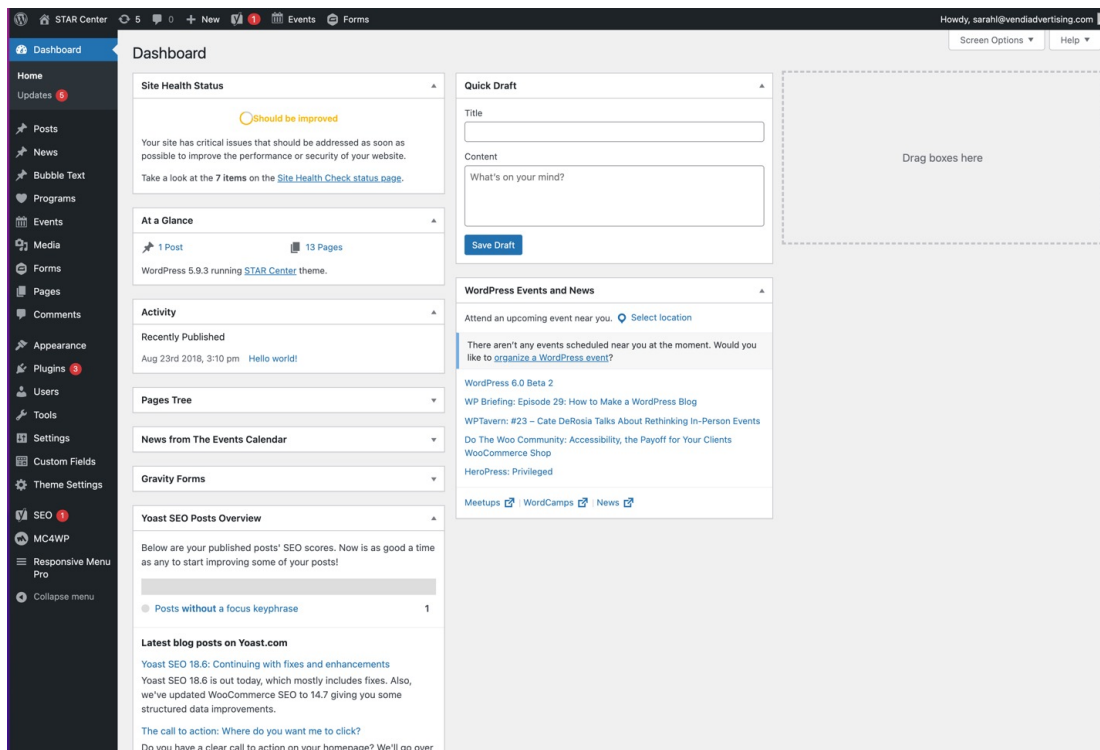 STAR Center 5 0 + New 1 Events Forms
Howdy, sarahl@vendiadvertising.com
Screen Options ▼
Help ▼
Dashboard
Home
Updates 5
Posts
News
Bubble Text
Programs
Events
Media
Forms
Pages
Comments
Appearance
Plugins 3
Users
Tools
Settings
Custom Fields
Theme Settings
SEO 1
MC4WP
Responsive Menu
Pro
Collapse menu
Dashboard
Site Health Status
Should be improved
Your site has critical issues that should be addressed as soon as
possible to improve the performance or security of your website.
Take a look at the 7 items on the Site Health Check status page.
At a Glance
1 Post
13 Pages
WordPress 5.9.3 running STAR Center theme.
Activity
Recently Published
Aug 23rd 2018, 3:10 pm Hello world!
Pages Tree
News from The Events Calendar
Gravity Forms
Yoast SEO Posts Overview
Below are your published posts' SEO scores. Now is as good a time
as any to start improving some of your posts!
Posts without a focus keyphrase 1
Latest blog posts on Yoast.com
Yoast SEO 18.6: Continuing with fixes and enhancements
Yoast SEO 18.6 is out today, which mostly includes fixes. Also,
we've updated WooCommerce SEO to 14.7 giving you some
structured data improvements.
The call to action: Where do you want me to click?
Do you have a clear call to action on your homepage? We'll go over
Quick Draft
Title
Content
What's on your mind?
Save Draft
WordPress Events and News
Attend an upcoming event near you. Select location
There aren't any events scheduled near you at the moment. Would you
like to organize a WordPress event?
WordPress 6.0 Beta 2
WP Briefing: Episode 29: How to Make a WordPress Blog
WPTavern: #23 – Cate DeRosia Talks About Rethinking In-Person Events
Do The Woo Community: Accessibility, the Payoff for Your Clients
WooCommerce Shop
HeroPress: Privileged
Meetups | WordCamps | News
Drag boxes here